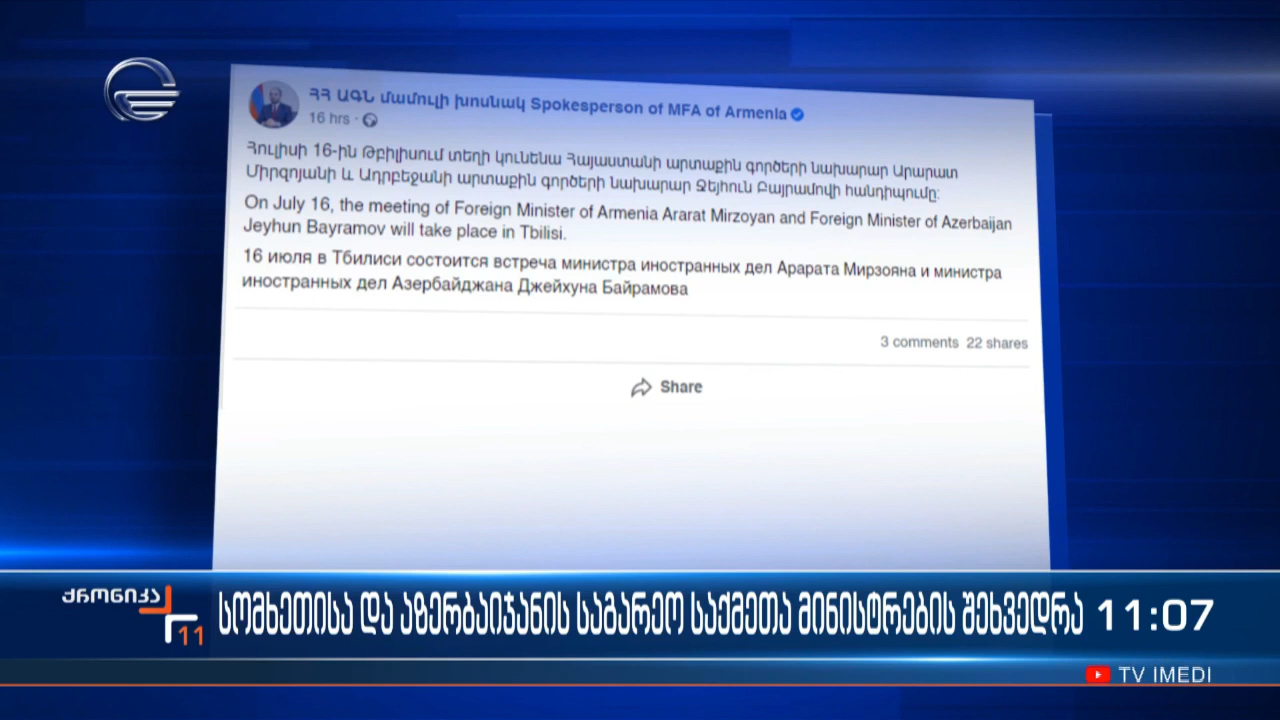 ՀՀ ԱԳՆ մամուլի խոսնակ Spokesperson of MFA of Armenia
16 hrs ·
Հուլիսի 16-ին Թբիլիսում տեղի կունենա Հայաստանի արտաքին գործերի նախարար Արարատ
Միրզոյանի և Ադրբեջանի արտաքին գործերի նախարար Ջեյհուն Բայրամովի հանդիպումը:
On July 16, the meeting of Foreign Minister of Armenia Ararat Mirzoyan and Foreign Minister of Azerbaijan
Jeyhun Bayramov will take place in Tbilisi.
16 июля в Тбилиси состоится встреча министра иностранных дел Арарата Мирзояна и министра
иностранных дел Азербайджана Джейхуна Байрамова
3 comments 22 shares
Share
ქრონიკა
11
სომხეთისა და აზერბაიჯანის საგარეო საქმეთა მინისტრების შეხვედრა 11:07
TV IMEDI